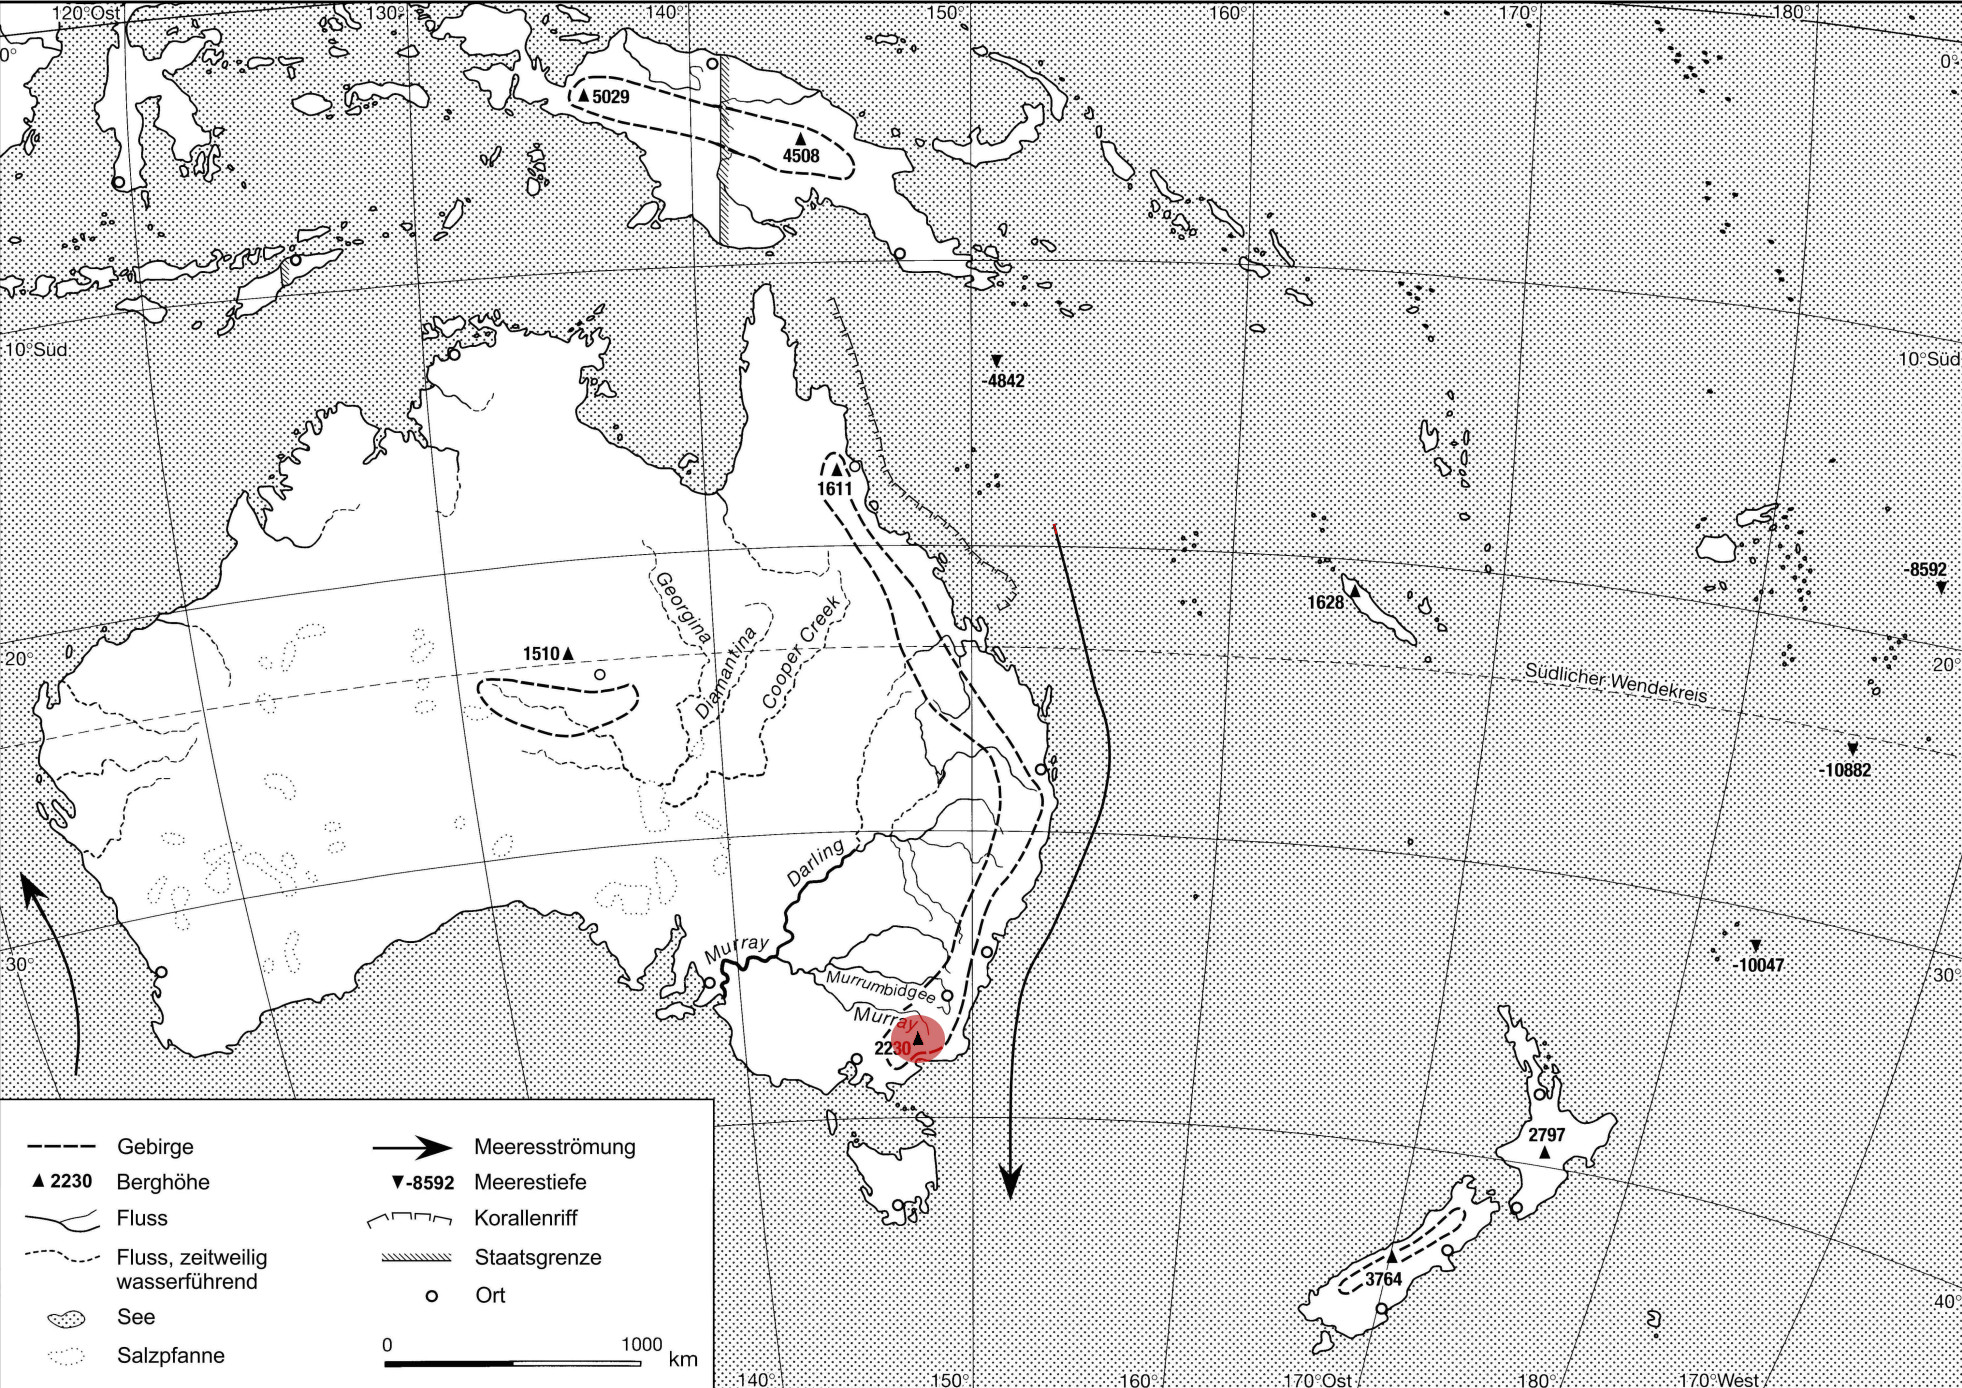 120°Ost
130°
140°
150°
160°
170°
180°
0°
0°
5029
4508
10°Süd
10°Süd
-4842
1611
-8592
1628
Georgina
Diamantina
Cooper Creek
1510
20°
20°
Südlicher Wendekreis
-10882
Darling
Murray
30°
30°
-10047
Murrumbidgee
Murray
2230
2797
3764
40°
Gebirge
2230 Berghöhe
Fluss
Fluss, zeitweilig
wasserführend
See
Salzpfanne
Meeresströmung
-8592 Meerestiefe
Korallenriff
Staatsgrenze
Ort
0 1000 km
140°
150°
160°
170°Ost
180°
170°West